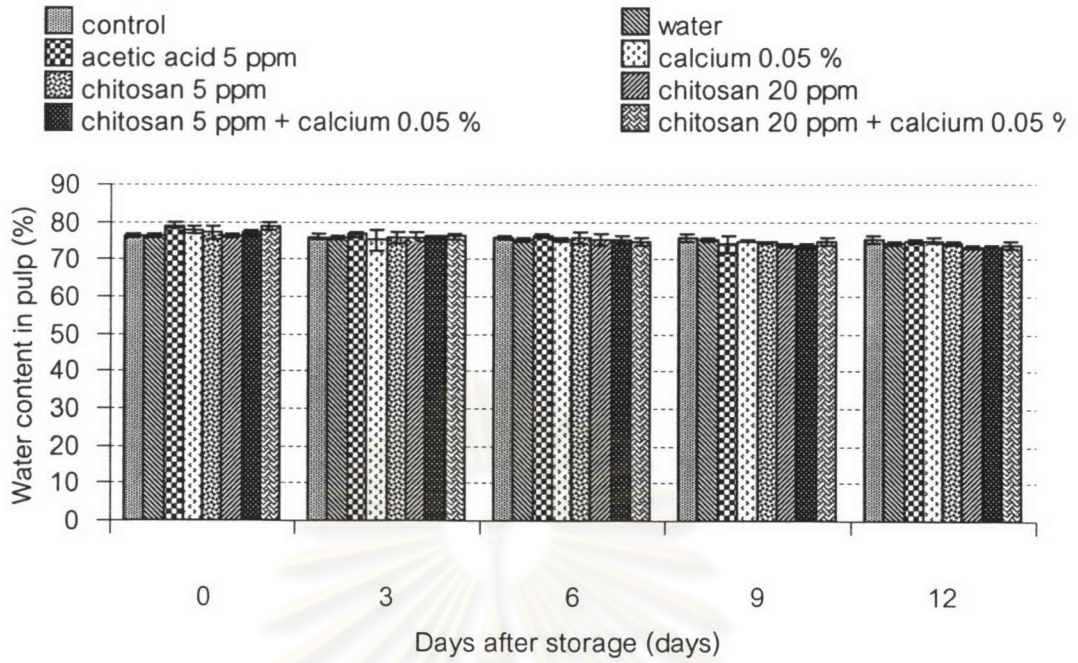 control
water
acetic acid 5 ppm
calcium 0.05 %
chitosan 5 ppm
chitosan 20 ppm
chitosan 5 ppm + calcium 0.05 %
chitosan 20 ppm + calcium 0.05 %
Water content in pulp (%)
90
80
70
60
50
40
30
20
10
0
0 3 6 9 12
Days after storage (days)